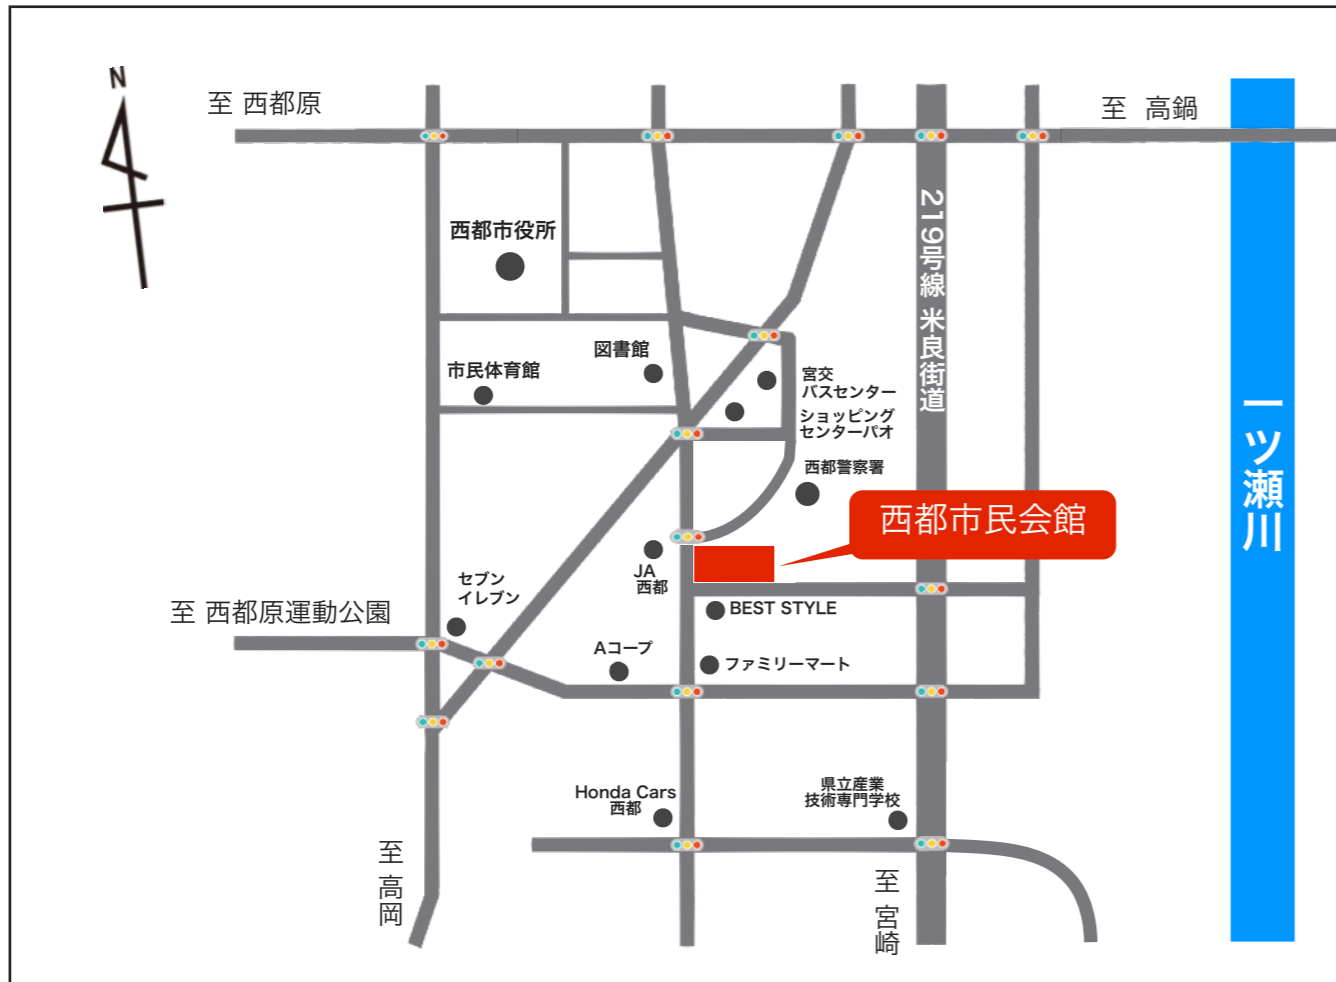 N
至 西都原
至 高鍋
西都市役所
219号線 米良街道
図書館
市民体育館
宮交
バスセンター
ショッピング
センターパオ
一ツ瀬川
西都警察署
西都市民会館
JA
西都
セブン
イレブン
至 西都原運動公園
BEST STYLE
Aコープ
ファミリーマート
Honda Cars
西都
県立産業
技術専門学校
至 高岡
至 宮崎